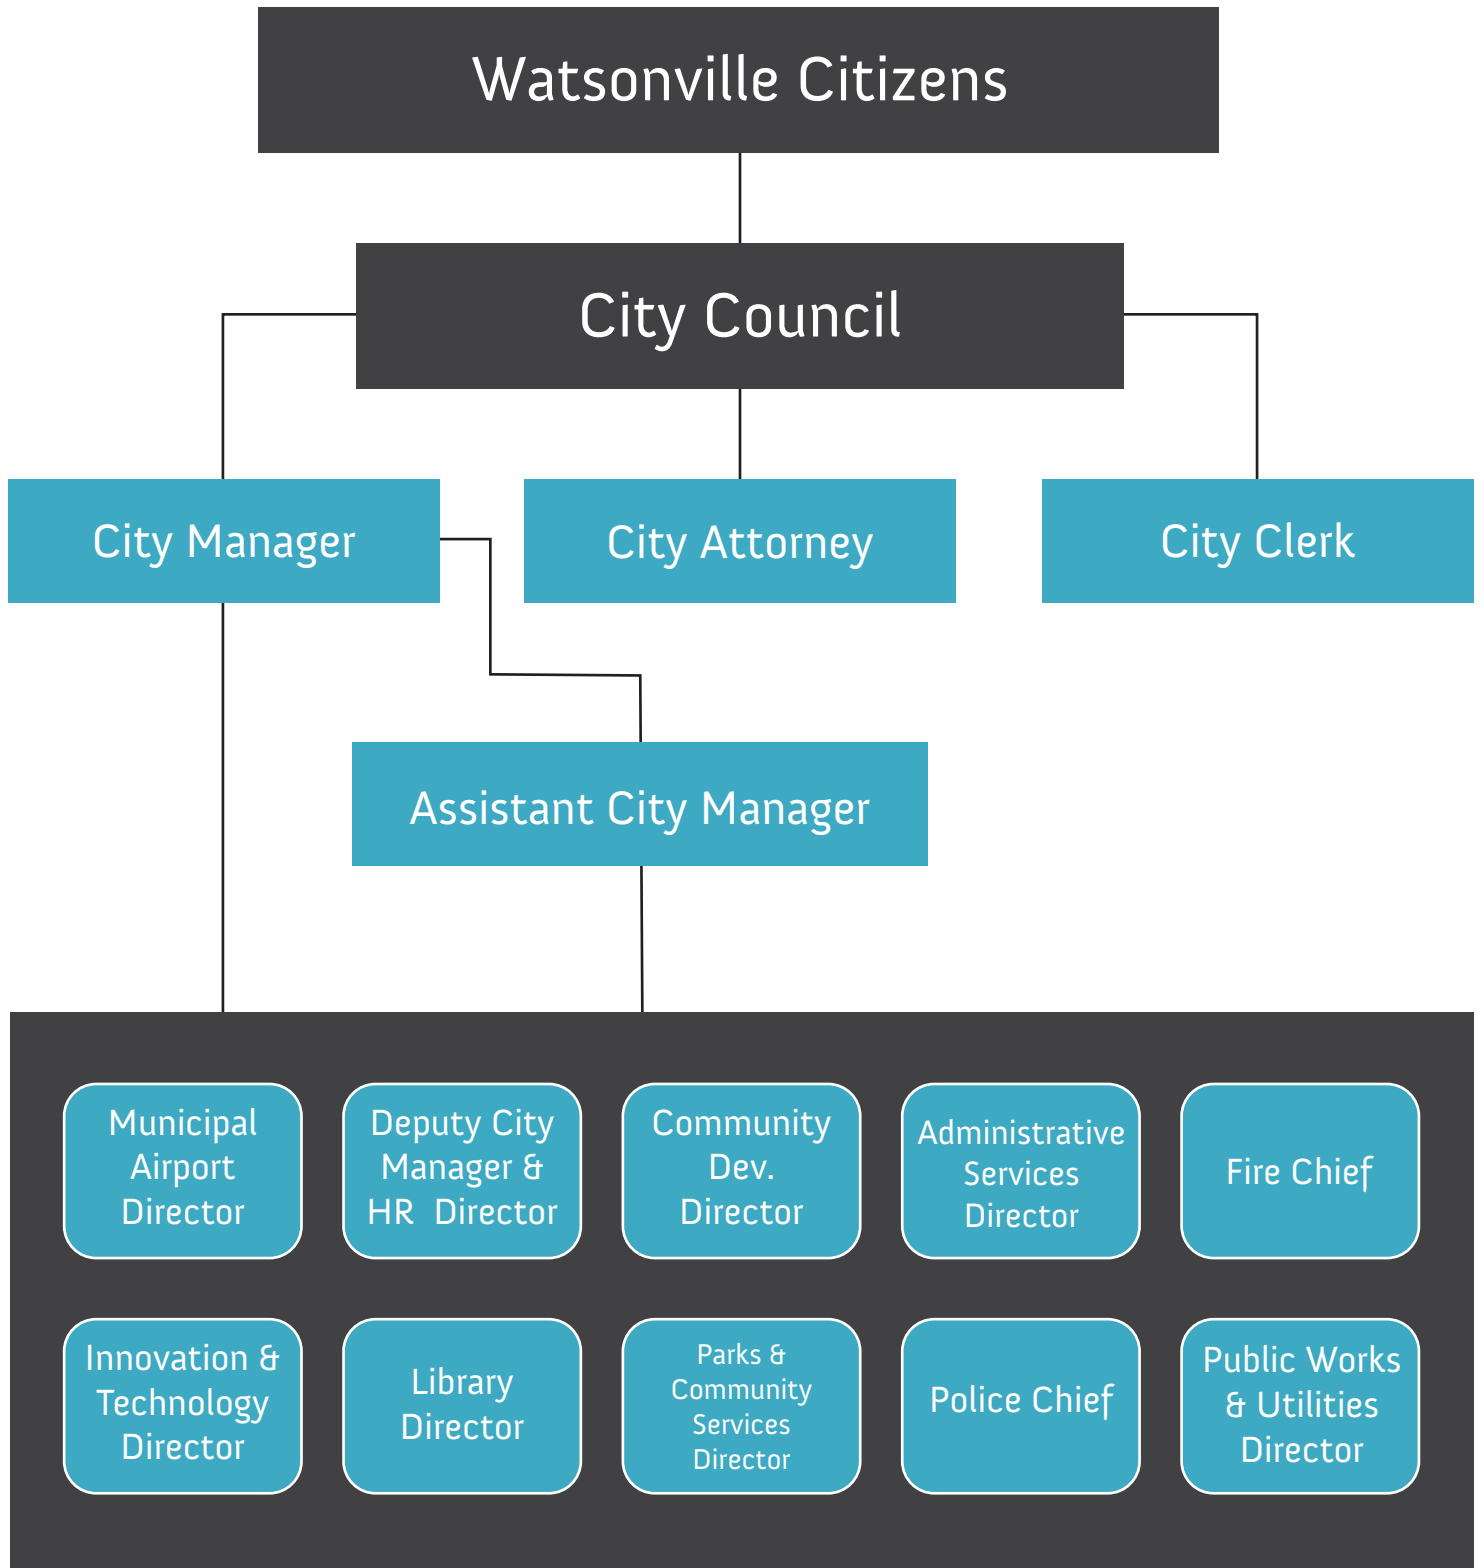 Watsonville Citizens
City Council
City Manager
City Attorney
City Clerk
Assistant City Manager
Municipal
Airport
Director
Deputy City
Manager &
HR Director
Community
Dev.
Director
Administrative
Services
Director
Fire Chief
Innovation &
Technology
Director
Library
Director
Parks &
Community
Services
Director
Police Chief
Public Works
& Utilities
Director